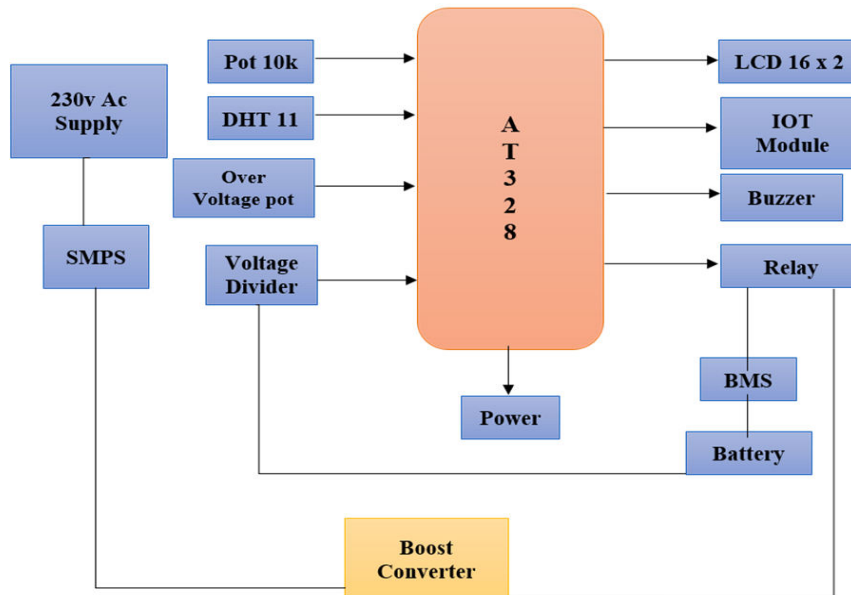 Pot 10k
LCD 16 x 2
230v Ac
Supply
DHT 11
IOT
Module
A
T
3
2
8
Over
Voltage pot
Buzzer
SMPS
Voltage
Divider
Relay
BMS
Power
Battery
Boost
Converter